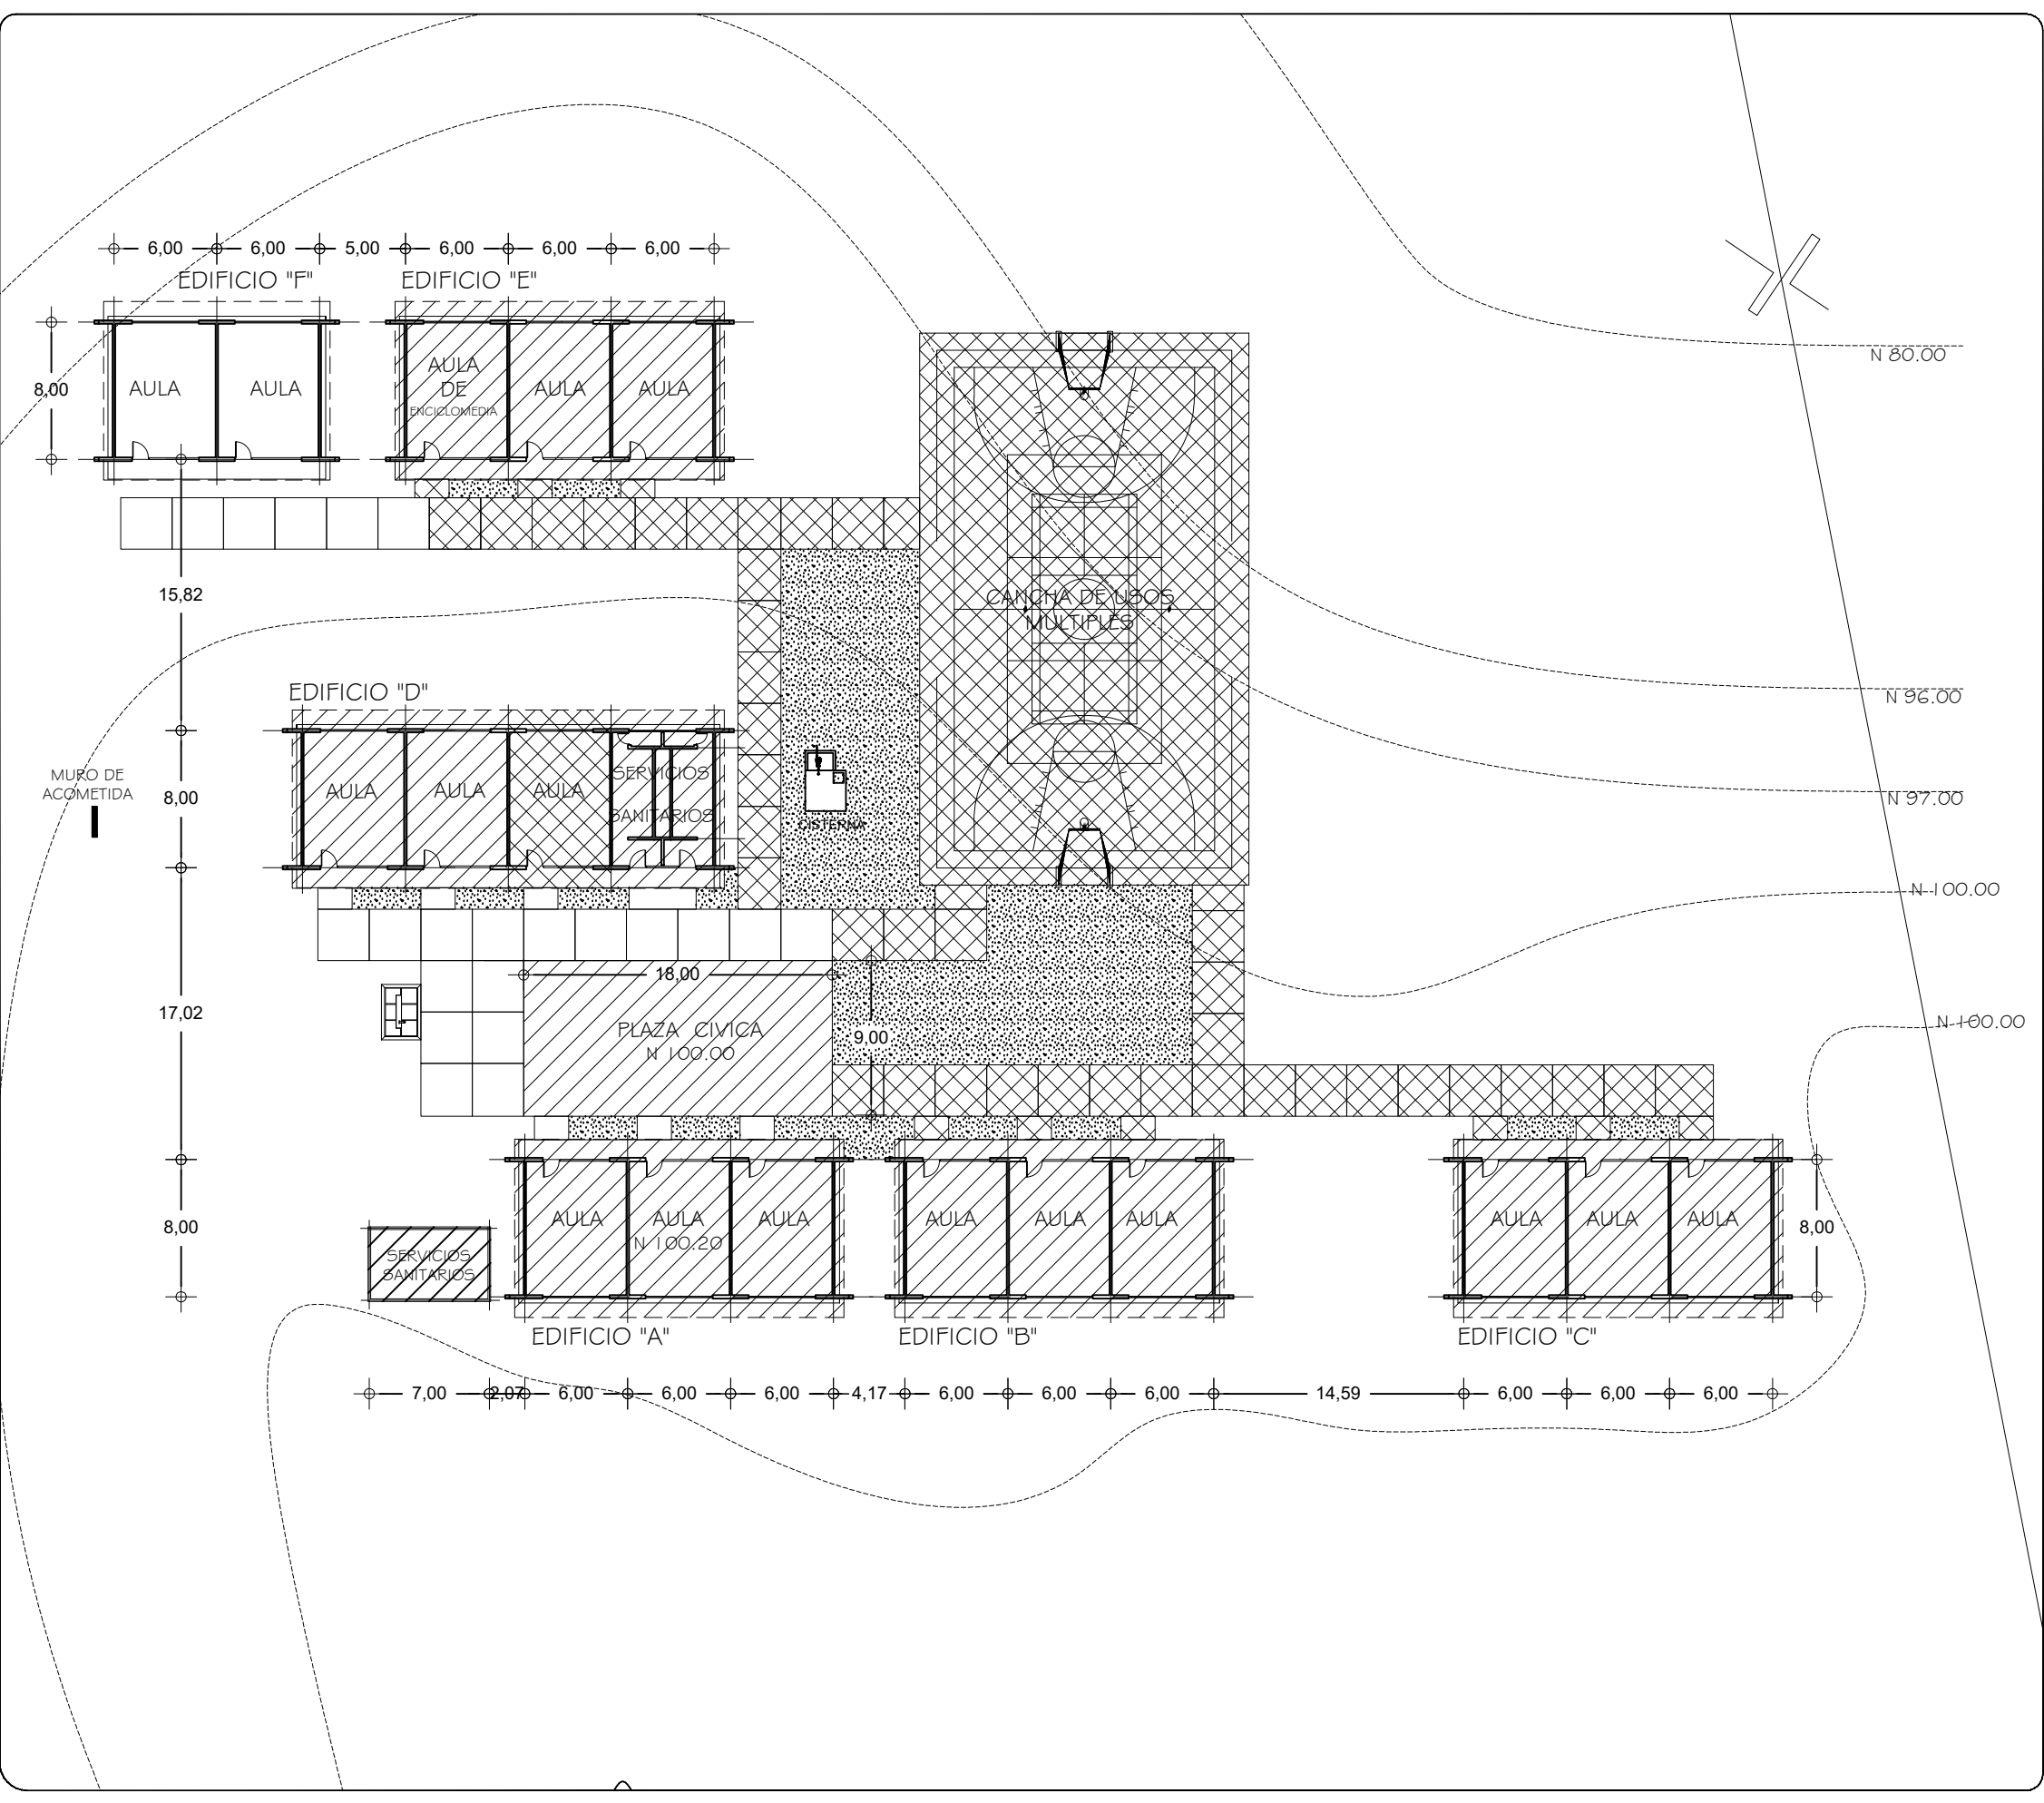 6,00 6,00 5,00 6,00 6,00 6,00
EDIFICIO "F" EDIFICIO "E"
N 80.00
8,00
AULA AULA
AULA
DE
ENCICLOMEDIA
AULA AULA
15,82
CANCHA DE USOS
MULTIPLES
N 96.00
EDIFICIO "D"
MURO DE
ACOMETIDA
8,00
AULA AULA AULA
SERVICIOS
SANITARIOS
CISTERNA
N 97.00
N 100.00
18,00
17,02
PLAZA CIVICA
N 100.00
9,00
N 100.00
8,00
SERVICIOS
SANITARIOS
AULA AULA AULA
N 100.20
AULA AULA AULA
AULA AULA AULA
8,00
EDIFICIO "A" EDIFICIO "B" EDIFICIO "C"
7,00 2,07 6,00 6,00 6,00 4,17 6,00 6,00 6,00 14,59 6,00 6,00 6,00